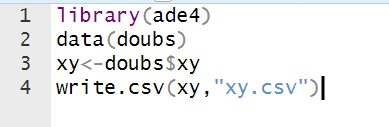 1 library(ade4)
2 data(doubs)
3 xy<-doubs$xy
4 write.csv(xy,"xy.csv")